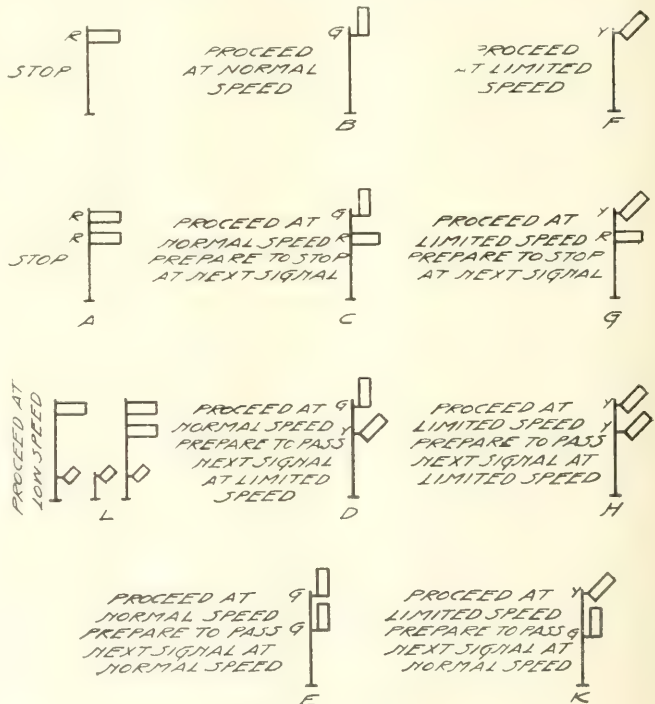 R
STOP
PROCEED
AT NORMAL
SPEED
G
B
PROCEED
AT LIMITED
SPEED
Y
F
R
R
STOP
A
PROCEED AT
NORMAL SPEED
PREPARE TO STOP
AT NEXT SIGNAL
G
R
C
PROCEED AT
LIMITED SPEED
PREPARE TO STOP
AT NEXT SIGNAL
Y
R
G
PROCEED AT
LOW SPEED
L
PROCEED AT
NORMAL SPEED
PREPARE TO PASS
NEXT SIGNAL
AT LIMITED
SPEED
G
Y
D
PROCEED AT
LIMITED SPEED
PREPARE TO PASS
NEXT SIGNAL AT
LIMITED SPEED
Y
Y
H
PROCEED AT
NORMAL SPEED
PREPARE TO PASS
NEXT SIGNAL AT
NORMAL SPEED
G
G
E
PROCEED AT
LIMITED SPEED
PREPARE TO PASS
NEXT SIGNAL AT
NORMAL SPEED
Y
G
K